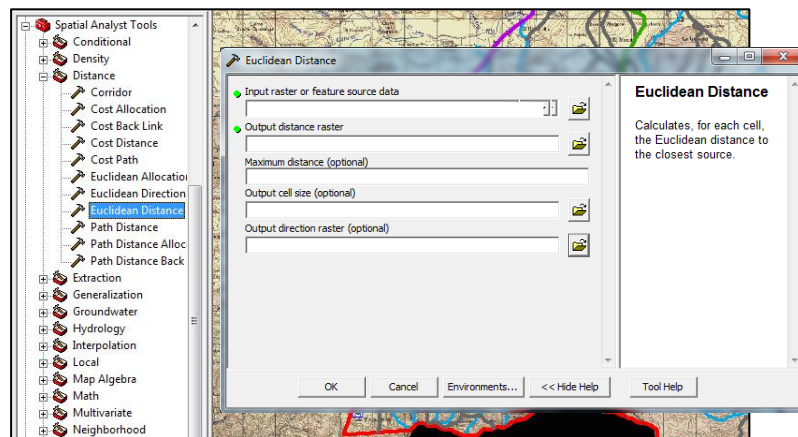 Spatial Analyst Tools
Conditional
Density
Distance
Corridor
Cost Allocation
Cost Back Link
Cost Distance
Cost Path
Euclidean Allocation
Euclidean Direction
Euclidean Distance
Path Distance
Path Distance Alloc
Path Distance Back
Extraction
Generalization
Groundwater
Hydrology
Interpolation
Local
Map Algebra
Math
Multivariate
Neighborhood
Euclidean Distance
Input raster or feature source data
Output distance raster
Maximum distance (optional)
Output cell size (optional)
Output direction raster (optional)
OK Cancel Environments... << Hide Help Tool Help
Euclidean Distance
Calculates, for each cell,
the Euclidean distance to
the closest source.